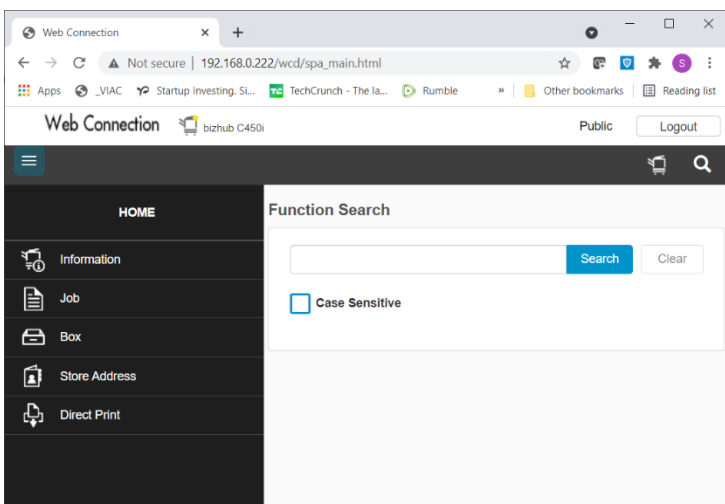 Web Connection
Not secure | 192.168.0.222/wcd/spa_main.html
S
Apps _VIAC Startup Investing. Si... TC TechCrunch - The la... Rumble » Other bookmarks Reading list
Web Connection bizhub C450i Public Logout
HOME
Function Search
Information
Search Clear
Job
Case Sensitive
Box
Store Address
Direct Print